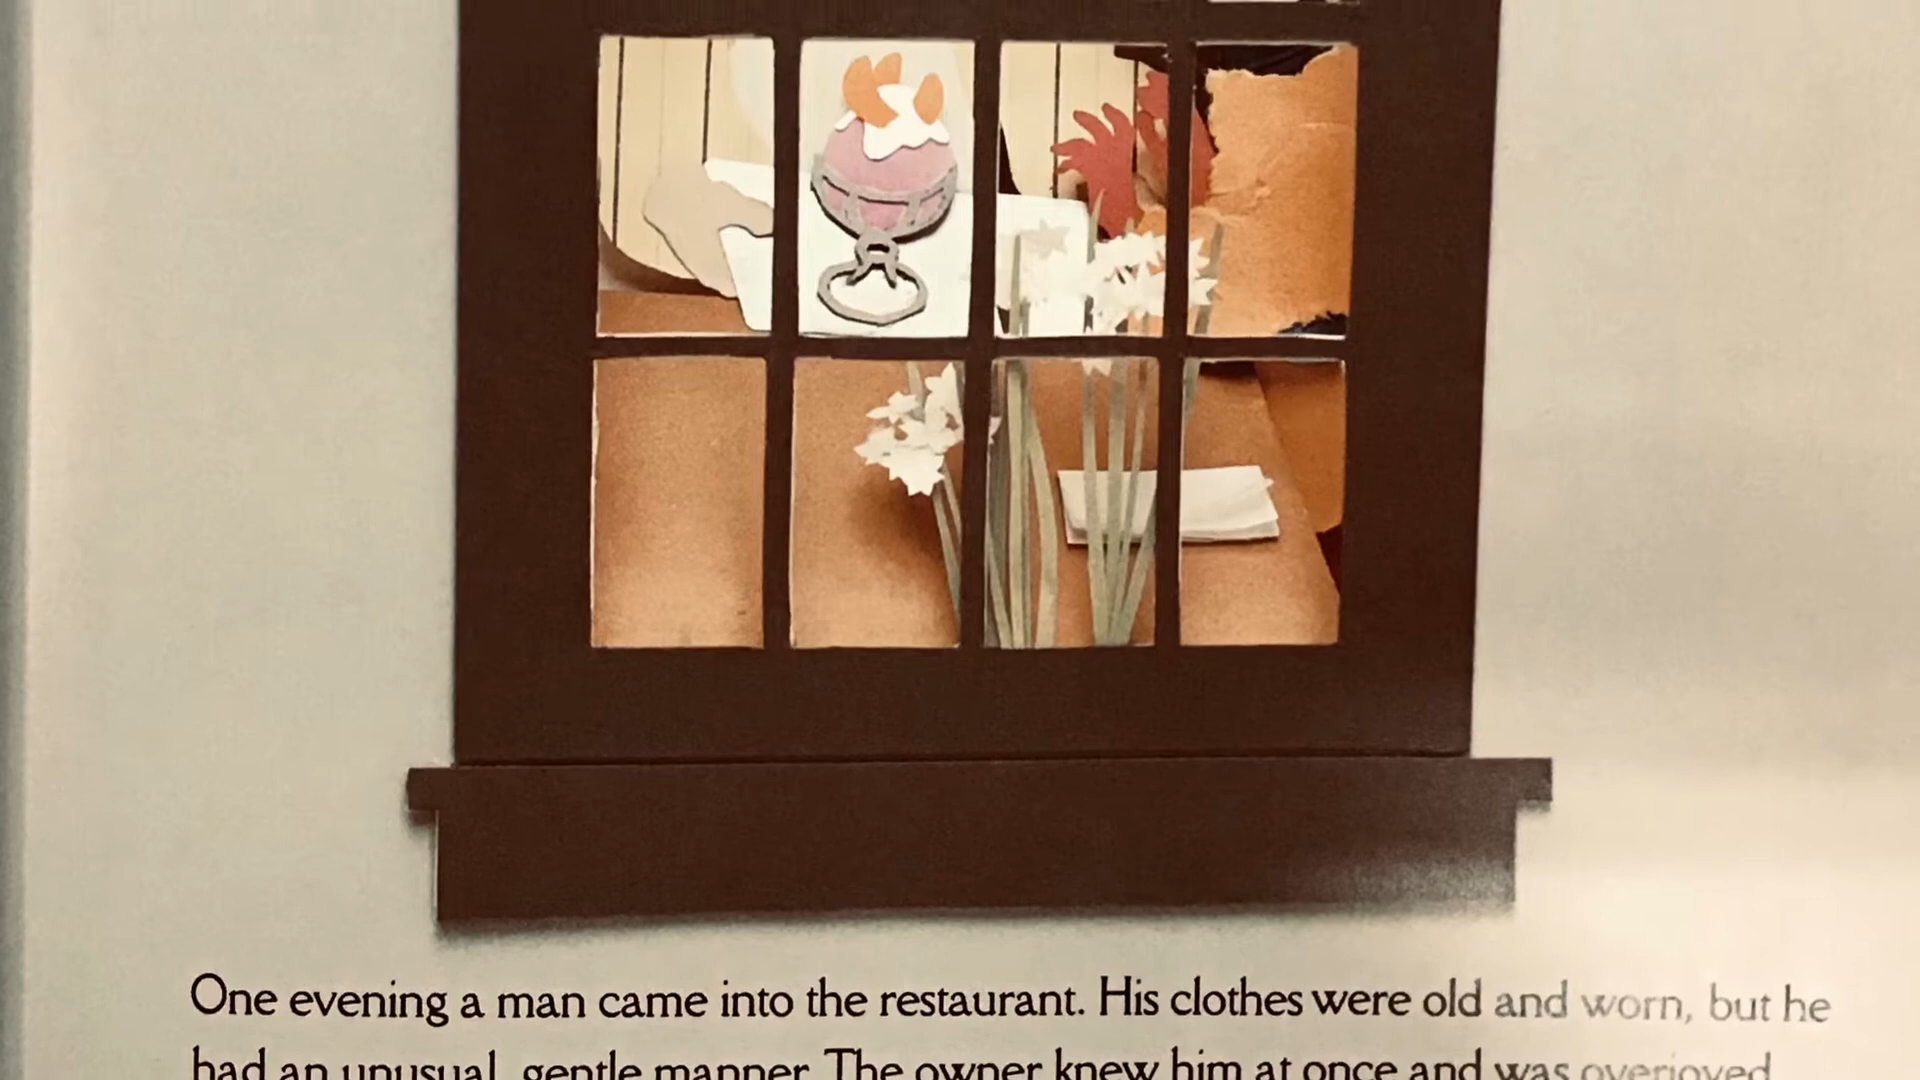 One evening a man came into the restaurant. His clothes were old and worn, but he
had an unusual, gentle manner. The owner knew him at once and was overjoyed